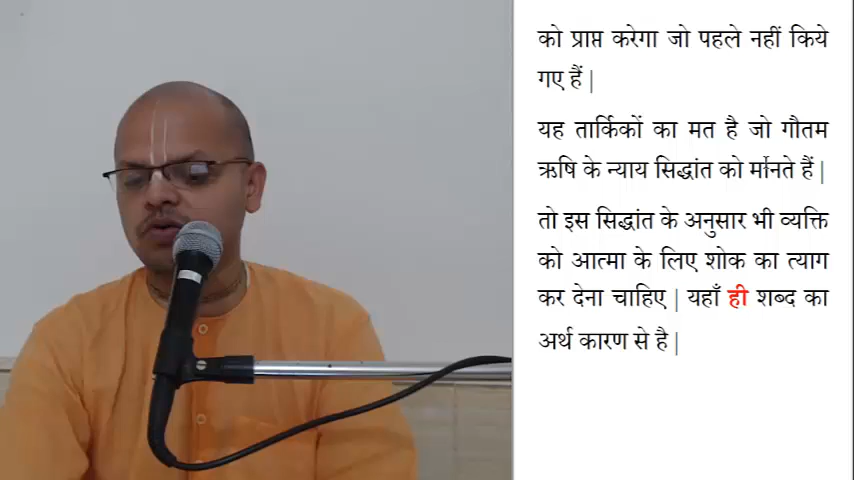 को प्राप्त करेगा जो पहले नहीं किये
गए हैं |
यह तार्किकों का मत है जो गौतम
ऋषि के न्याय सिद्धांत को मानते हैं |
तो इस सिद्धांत के अनुसार भी व्यक्ति
को आत्मा के लिए शोक का त्याग
कर देना चाहिए | यहाँ ही शब्द का
अर्थ कारण से है |